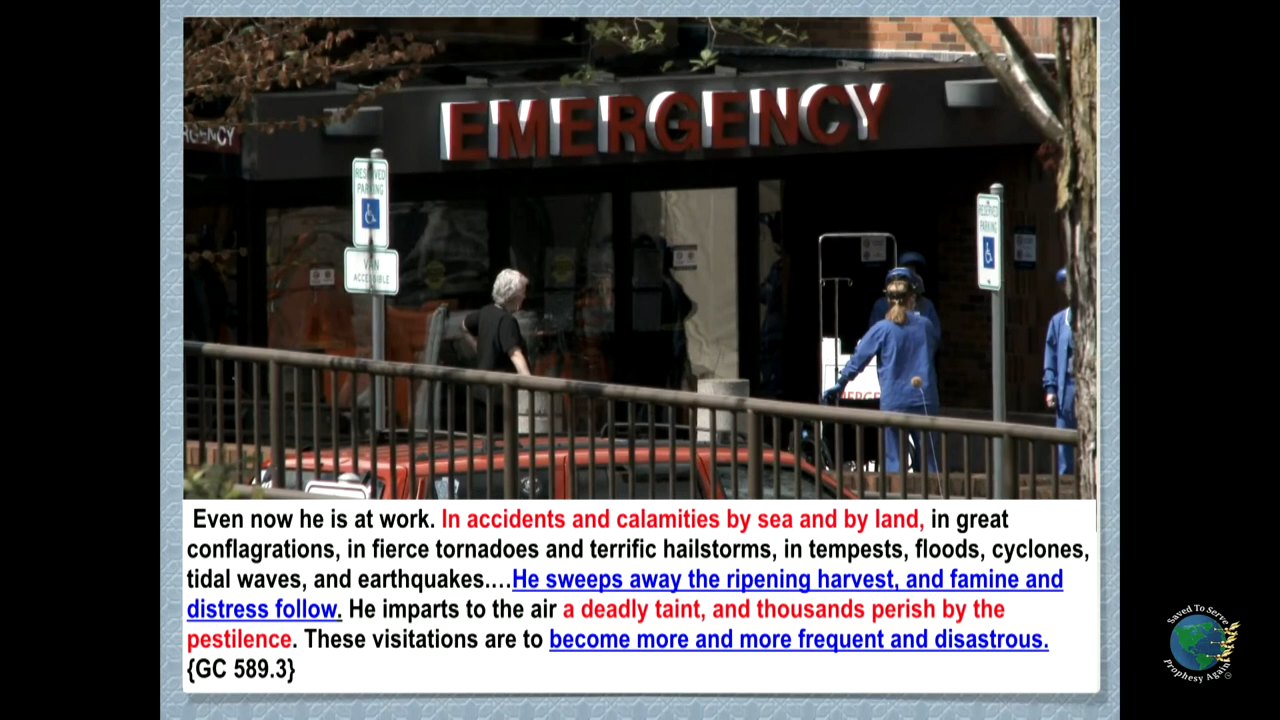 EMERGENCY
RESERVED
PARKING
VAN
ACCESSIBLE
RESERVED
PARKING
Even now he is at work. In accidents and calamities by sea and by land, in great
conflagrations, in fierce tornadoes and terrific hailstorms, in tempests, floods, cyclones,
tidal waves, and earthquakes....He sweeps away the ripening harvest, and famine and
distress follow. He imparts to the air a deadly taint, and thousands perish by the
pestilence. These visitations are to become more and more frequent and disastrous.
{GC 589.3}
Saved To Serve
Prophesy Again